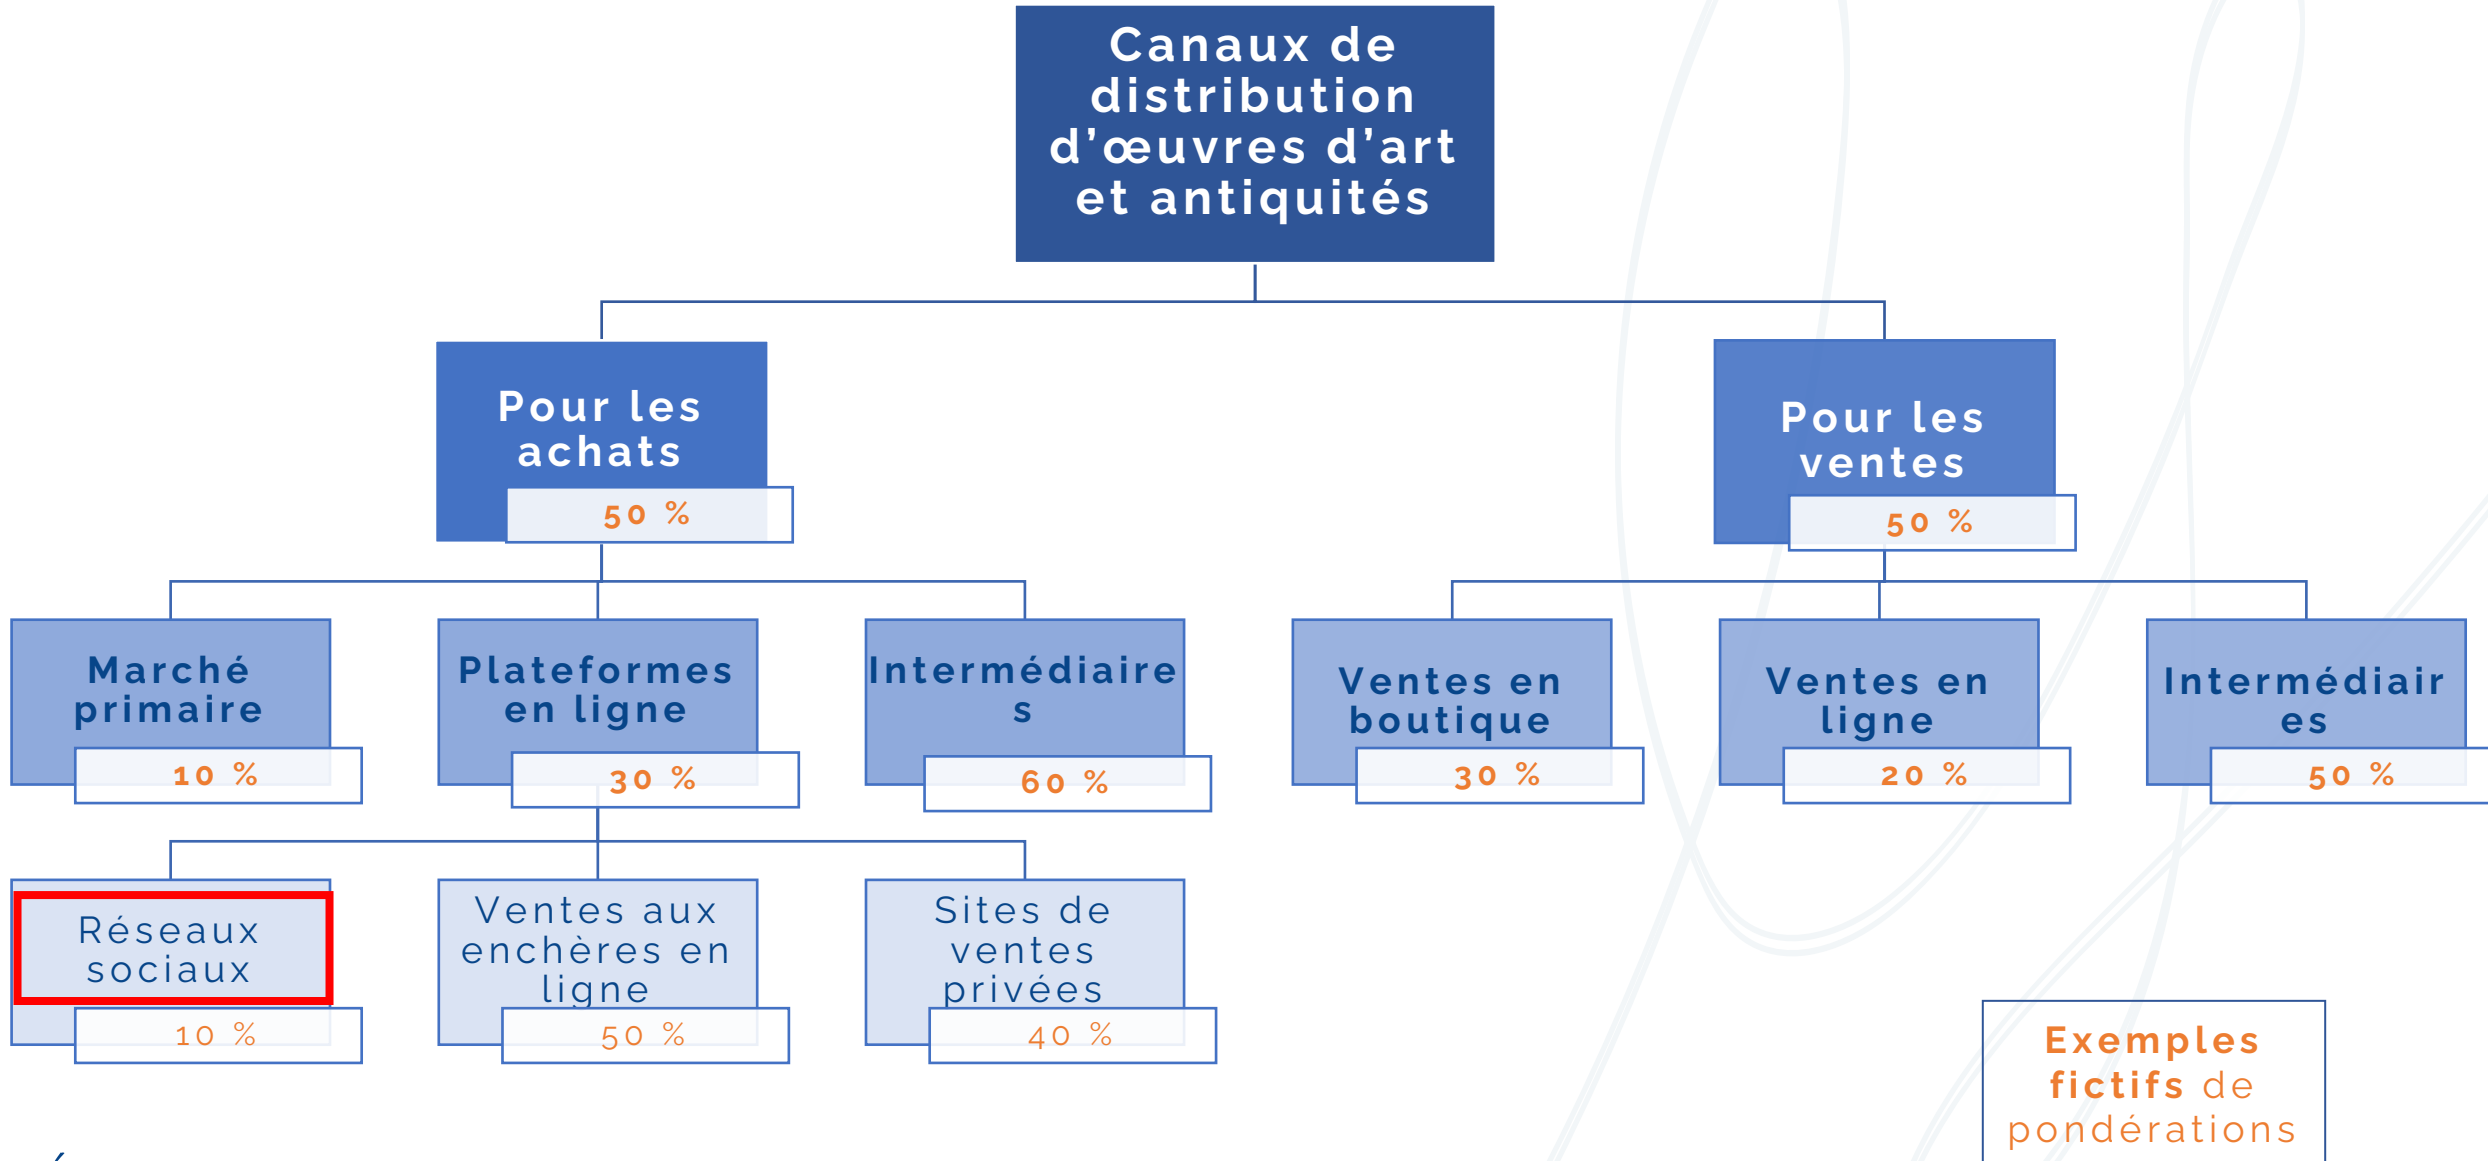 Canaux de
distribution
d’œuvres d’art
et antiquités
Pour les
achats
50 %
Pour les
ventes
50 %
Marché
primaire
10 %
Plateformes
en ligne
30 %
Intermédiaire
s
60 %
Ventes en
boutique
30 %
Ventes en
ligne
20 %
Intermédiair
es
50 %
Réseaux
sociaux
10 %
Ventes aux
enchères en
ligne
50 %
Sites de
ventes
privées
40 %
Exemples
fictifs de
pondérations